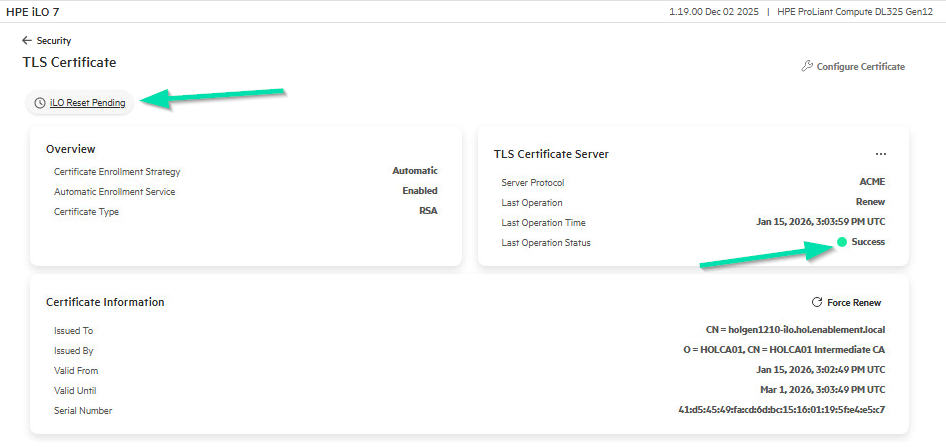 HPE iLO 7
1.19.00 Dec 02 2025 | HPE ProLiant Compute DL325 Gen12
Security
TLS Certificate
Configure Certificate
iLO Reset Pending
Overview
Certificate Enrollment Strategy Automatic
Automatic Enrollment Service Enabled
Certificate Type RSA
TLS Certificate Server
Server Protocol ACME
Last Operation Renew
Last Operation Time Jan 15, 2026, 3:03:59 PM UTC
Last Operation Status Success
Certificate Information
Force Renew
Issued To CN = holgen1210-ilo.hol.enablement.local
Issued By O = HOLCA01, CN = HOLCA01 Intermediate CA
Valid From Jan 15, 2026, 3:02:49 PM UTC
Valid Until Mar 1, 2026, 3:03:49 PM UTC
Serial Number 41:d5:45:49:fa:cd:6d:bc:15:16:01:19:5f:e4:e5:c7